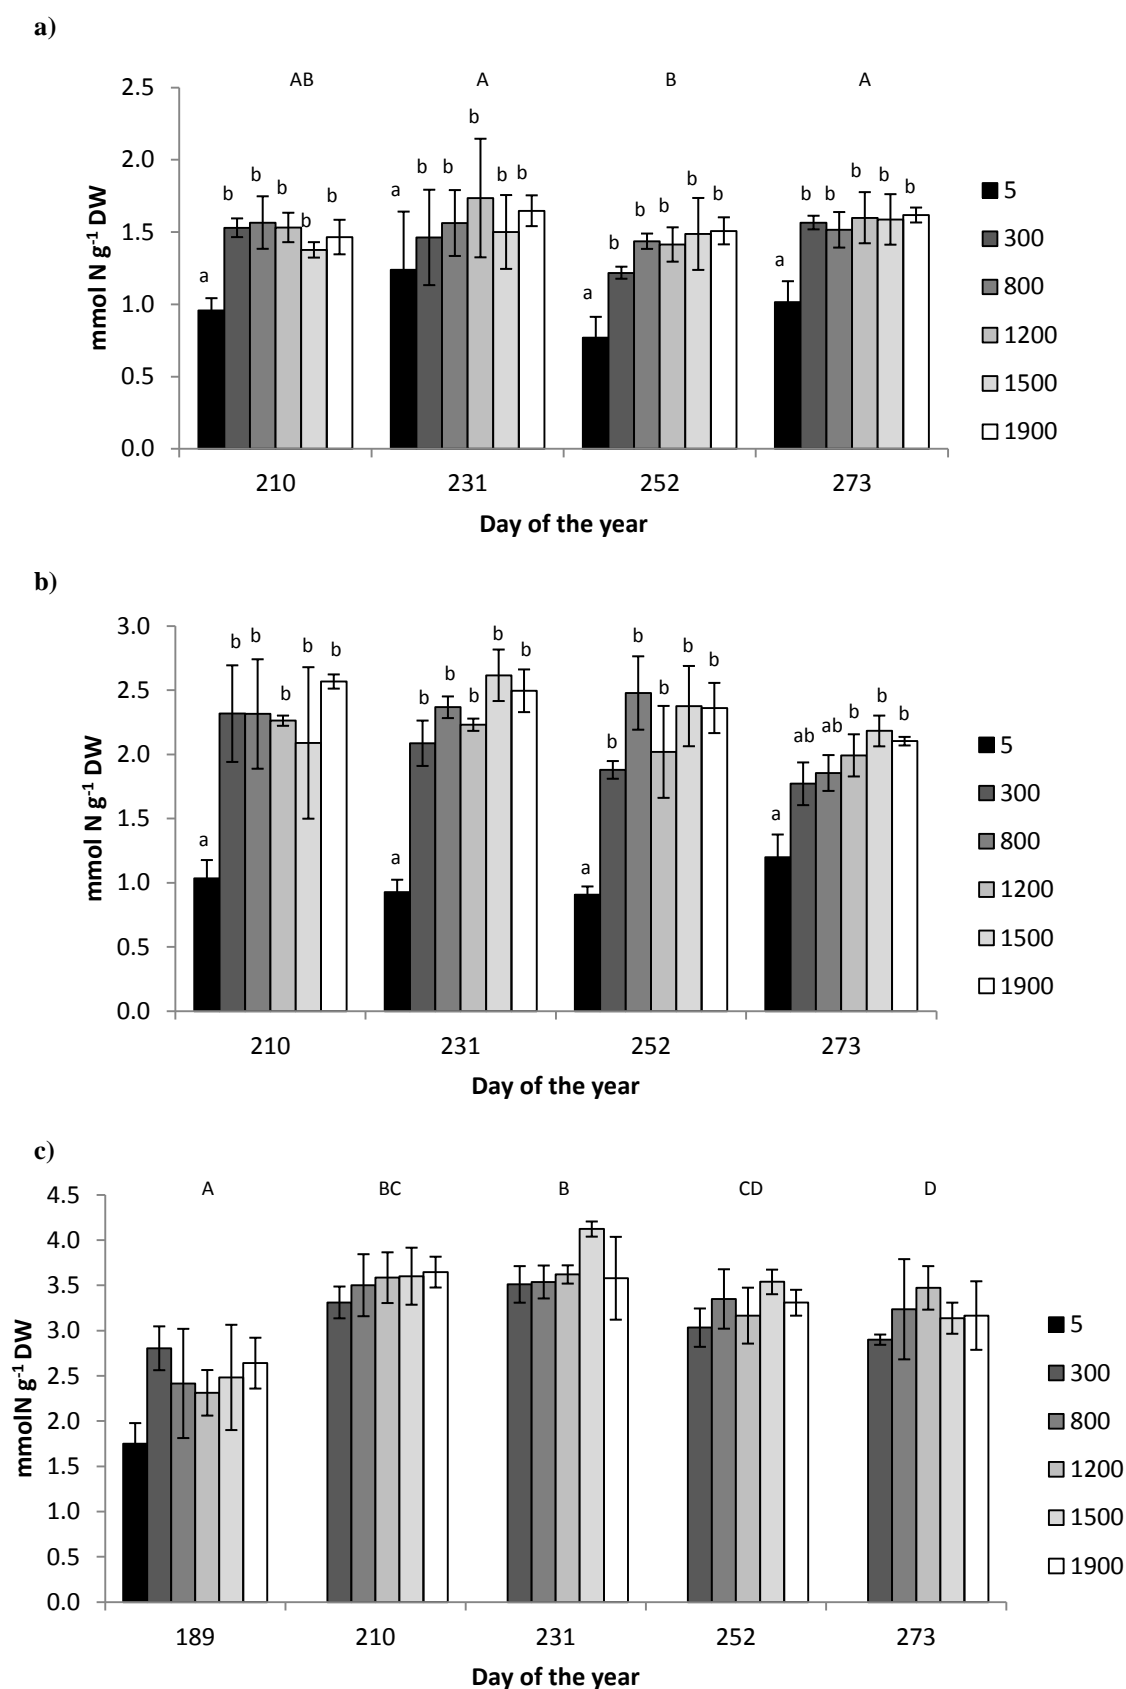 a)
AB A B A
2.5
2.0
1.5
1.0
0.5
0.0
mmol N g-1 DW
a b b b b b
a b b b b b
a b b b b b
a b b b b b
210 231 252 273
Day of the year
5
300
800
1200
1500
1900
b)
3.0
2.5
2.0
1.5
1.0
0.5
0.0
mmol N g-1 DW
a b b b b b
a b b b b b
a b b b b b
a ab ab b b b
210 231 252 273
Day of the year
5
300
800
1200
1500
1900
c)
A BC B CD D
4.5
4.0
3.5
3.0
2.5
2.0
1.5
1.0
0.5
0.0
mmolN g-1 DW
189 210 231 252 273
Day of the year
5
300
800
1200
1500
1900